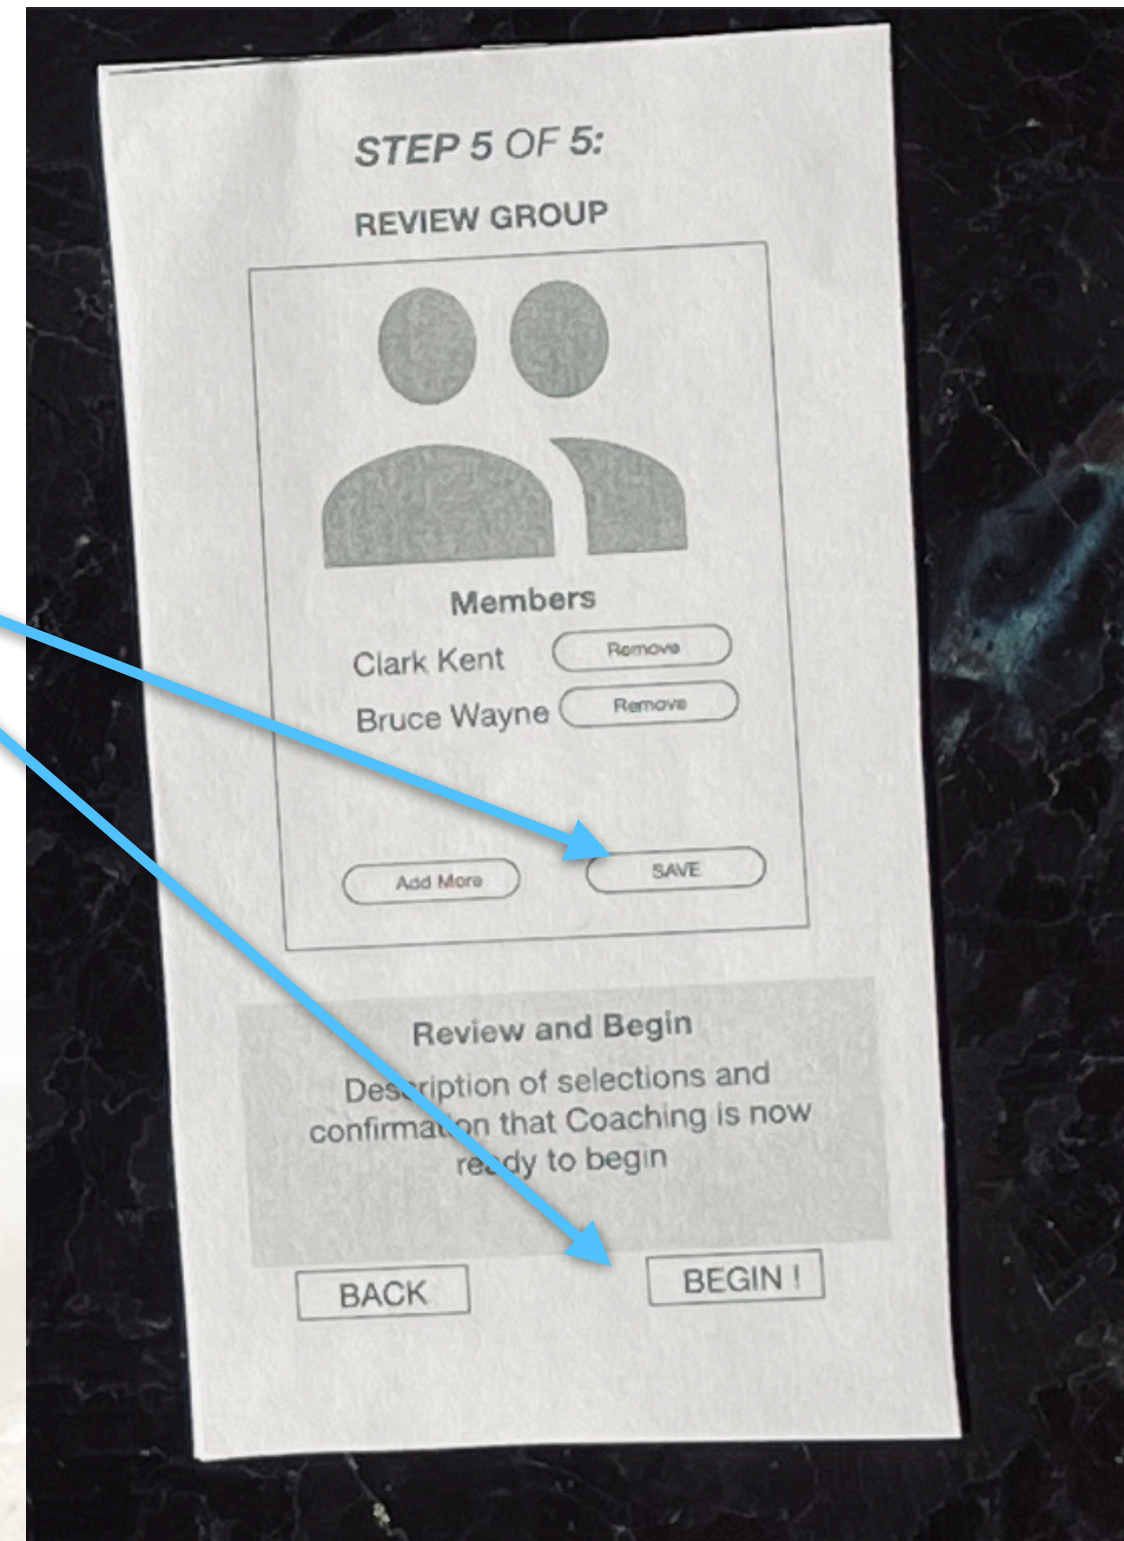 STEP 5 OF 5:
REVIEW GROUP
Members
Clark Kent Remove
Bruce Wayne Remove
Add More SAVE
Review and Begin
Description of selections and
confirmation that Coaching is now
ready to begin
BACK BEGIN !